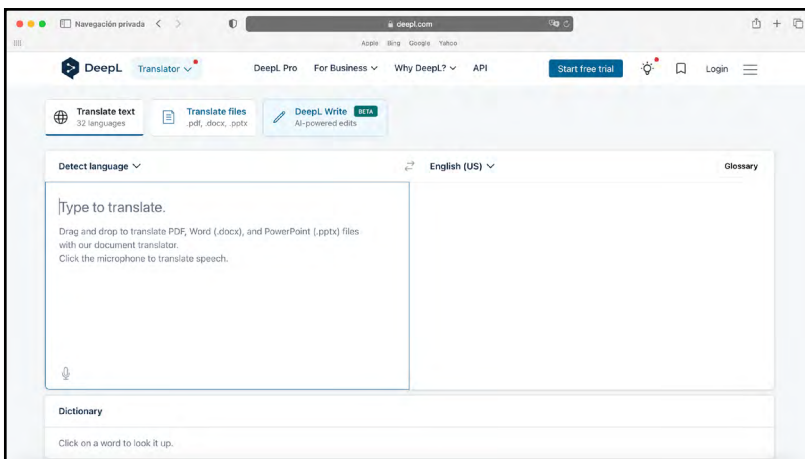 Navegación privada
deepl.com
Apple Bing Google Yahoo
DeepL Translator DeepL Pro For Business Why DeepL? API Start free trial Login
Translate text
32 languages
Translate files
.pdf, .docx, .pptx
DeepL Write BETA
AI-powered edits
Detect language English (US) Glossary
Type to translate.
Drag and drop to translate PDF, Word (.docx), and PowerPoint (.pptx) files
with our document translator.
Click the microphone to translate speech.
Dictionary
Click on a word to look it up.